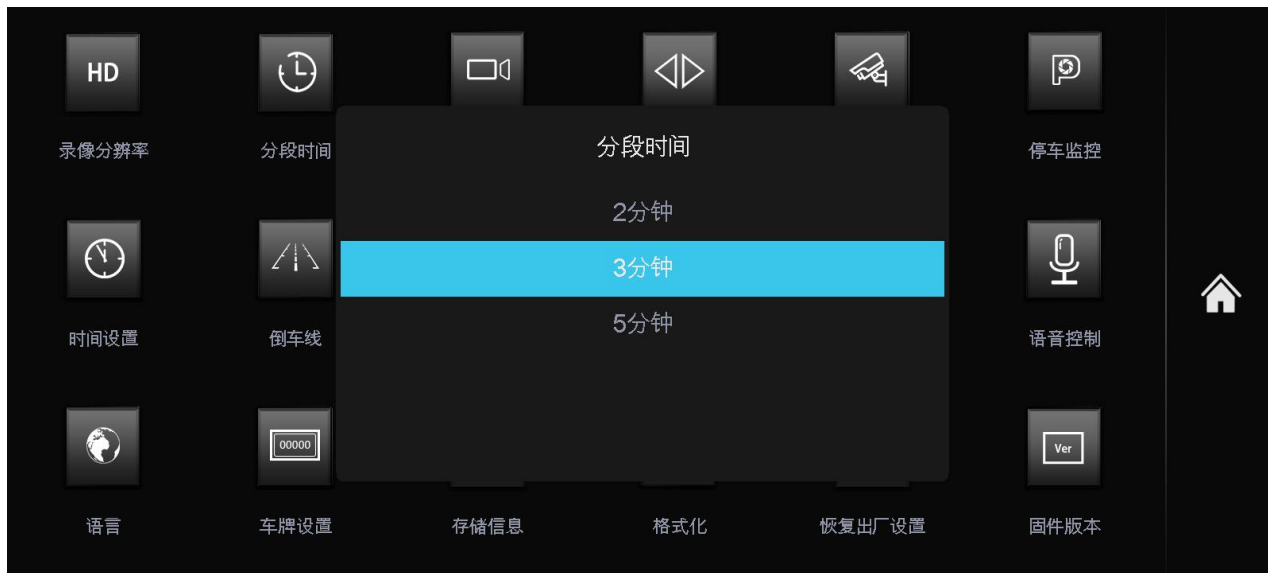 HD
录像分辨率
分段时间
停车监控
分段时间
2分钟
3分钟
5分钟
时间设置
倒车线
语音控制
00000
Ver
语言
车牌设置
存储信息
格式化
恢复出厂设置
固件版本